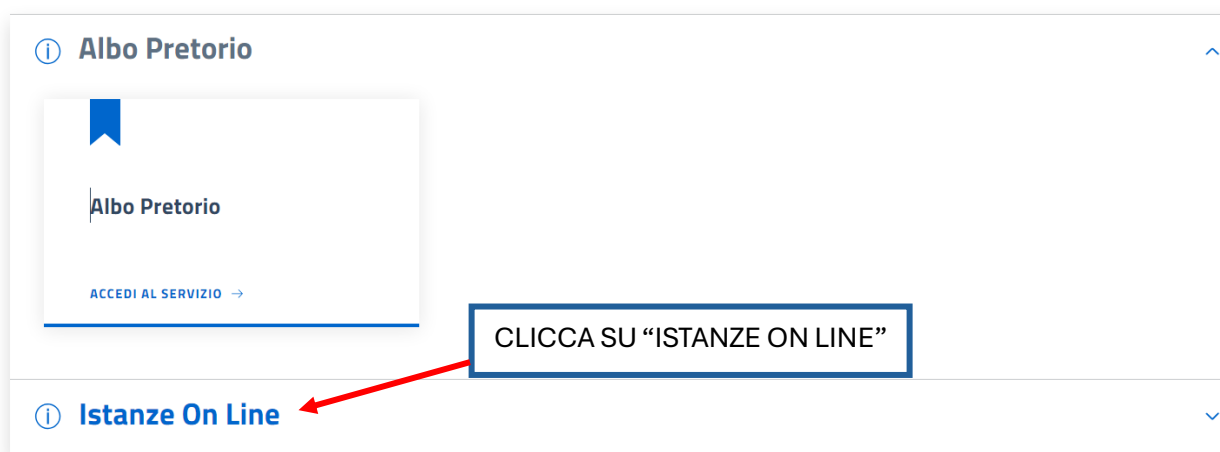 Albo Pretorio
Albo Pretorio
ACCEDI AL SERVIZIO →
CLICCA SU “ISTANZE ON LINE”
Istanze On Line